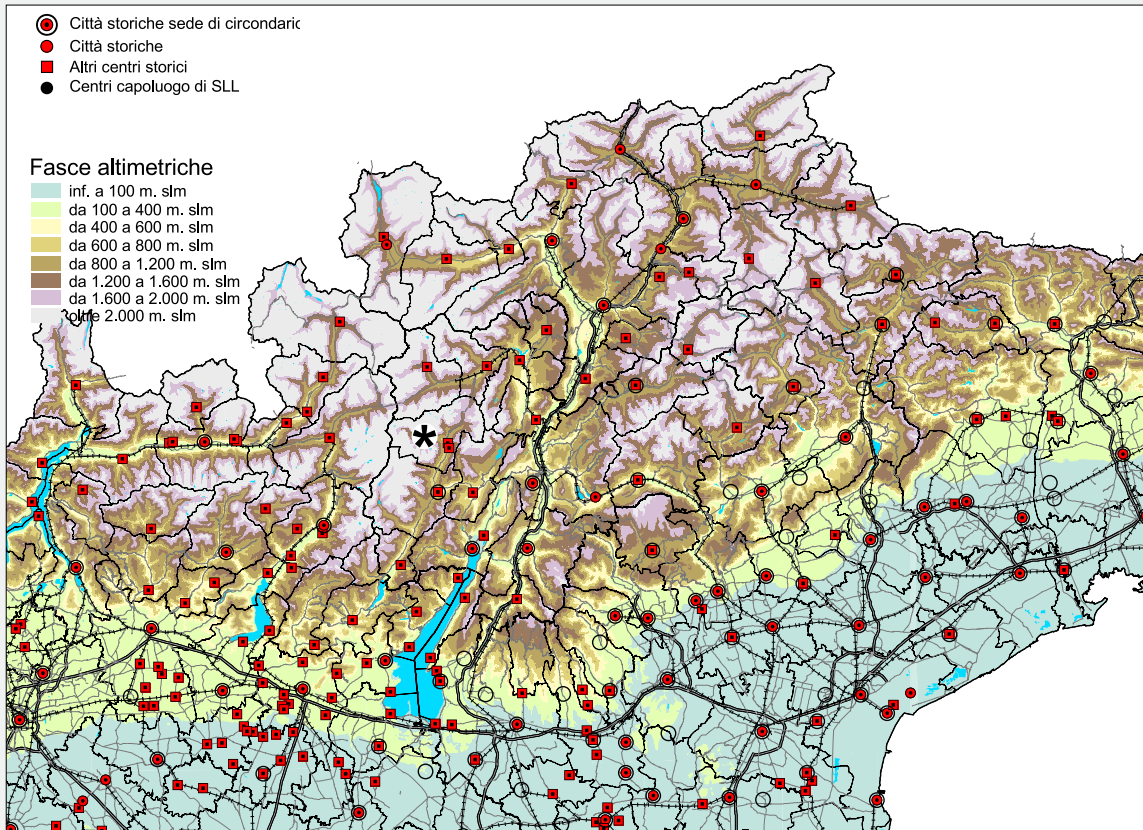 Città storiche sede di circondaric
Città storiche
Altri centri storici
Centri capoluogo di SLL
Fasce altimetriche
inf. a 100 m. slm
da 100 a 400 m. slm
da 400 a 600 m. slm
da 600 a 800 m. slm
da 800 a 1.200 m. slm
da 1.200 a 1.600 m. slm
da 1.600 a 2.000 m. slm
oltre 2.000 m. slm
*